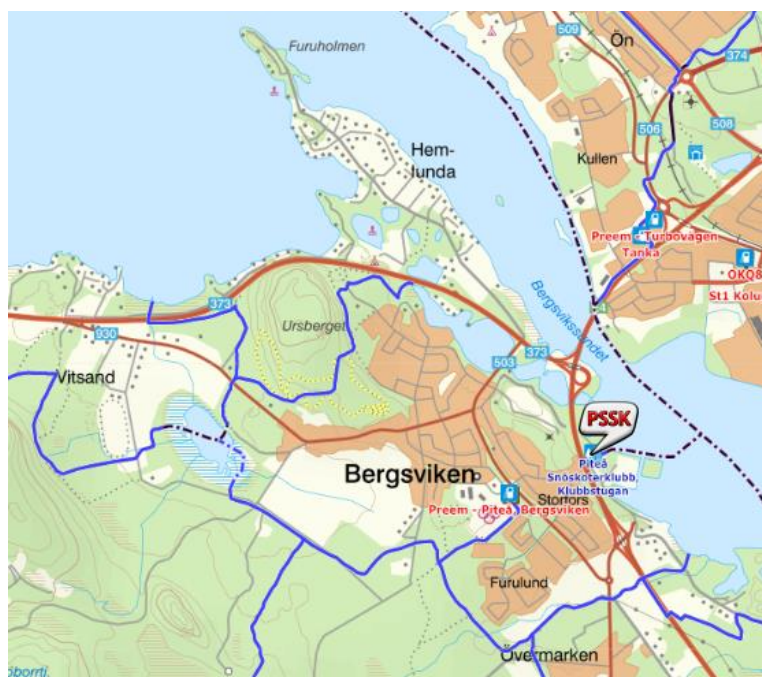 Furuholmen
509
Ön
374
506
508
Hem-
lunda
Kullen
Preem - Turbovägen
Tanka
OKQ8
St1 Kolu
Bergsvikssundet
373
Ursberget
930
Vitsand
503
373
PSSK
Piteå
Snöskoterklubb,
Klubbstugan
Bergsviken
Storfors
Preem - Piteå, Bergsviken
Furulund
Övermarken